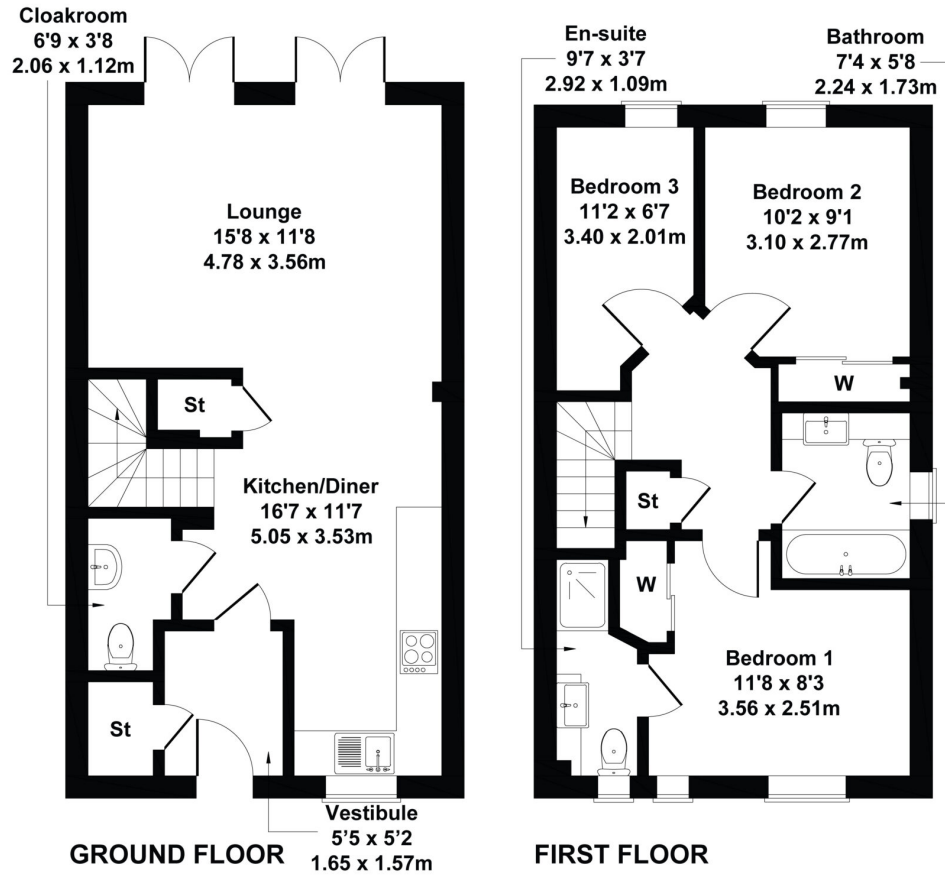 Cloakroom
6'9 x 3'8
2.06 x 1.12m
En-suite
9'7 x 3'7
2.92 x 1.09m
Bathroom
7'4 x 5'8
2.24 x 1.73m
Lounge
15'8 x 11'8
4.78 x 3.56m
Bedroom 3
11'2 x 6'7
3.40 x 2.01m
Bedroom 2
10'2 x 9'1
3.10 x 2.77m
W
St
Kitchen/Diner
16'7 x 11'7
5.05 x 3.53m
St
W
Bedroom 1
11'8 x 8'3
3.56 x 2.51m
St
Vestibule
5'5 x 5'2
1.65 x 1.57m
GROUND FLOOR
FIRST FLOOR